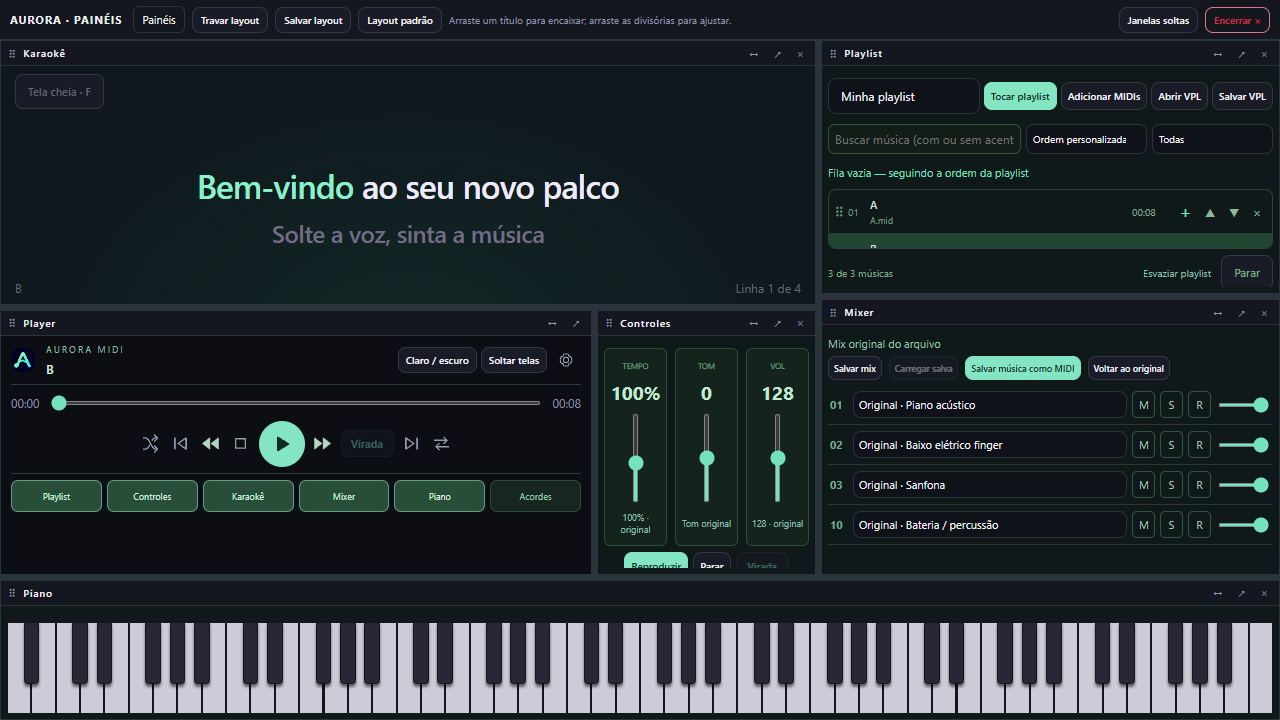 AURORA · PAINÉIS Painéis Travar layout Salvar layout Layout padrão Arraste um título para encaixar; arraste as divisórias para ajustar. Janelas soltas Encerrar ×
Karaokê
Tela cheia · F
Bem-vindo ao seu novo palco
Solte a voz, sinta a música
B Linha 1 de 4
Playlist
Minha playlist Tocar playlist Adicionar MIDIs Abrir VPL Salvar VPL
Buscar música (com ou sem acent Ordem personalizada Todas
Fila vazia — seguindo a ordem da playlist
01 A 00:08
A.mid
3 de 3 músicas Esvaziar playlist Parar
Player
AURORA MIDI
B
Claro / escuro Soltar telas
00:00 00:08
Virada
Playlist Controles Karaokê Mixer Piano Acordes
Controles
TEMPO TOM VOL
100% 0 128
100% · original Tom original 128 · original
Reproduzir Parar Virada
Mixer
Mix original do arquivo
Salvar mix Carregar salva Salvar música como MIDI Voltar ao original
01 Original · Piano acústico M S R
02 Original · Baixo elétrico finger M S R
03 Original · Sanfona M S R
10 Original · Bateria / percussão M S R
Piano